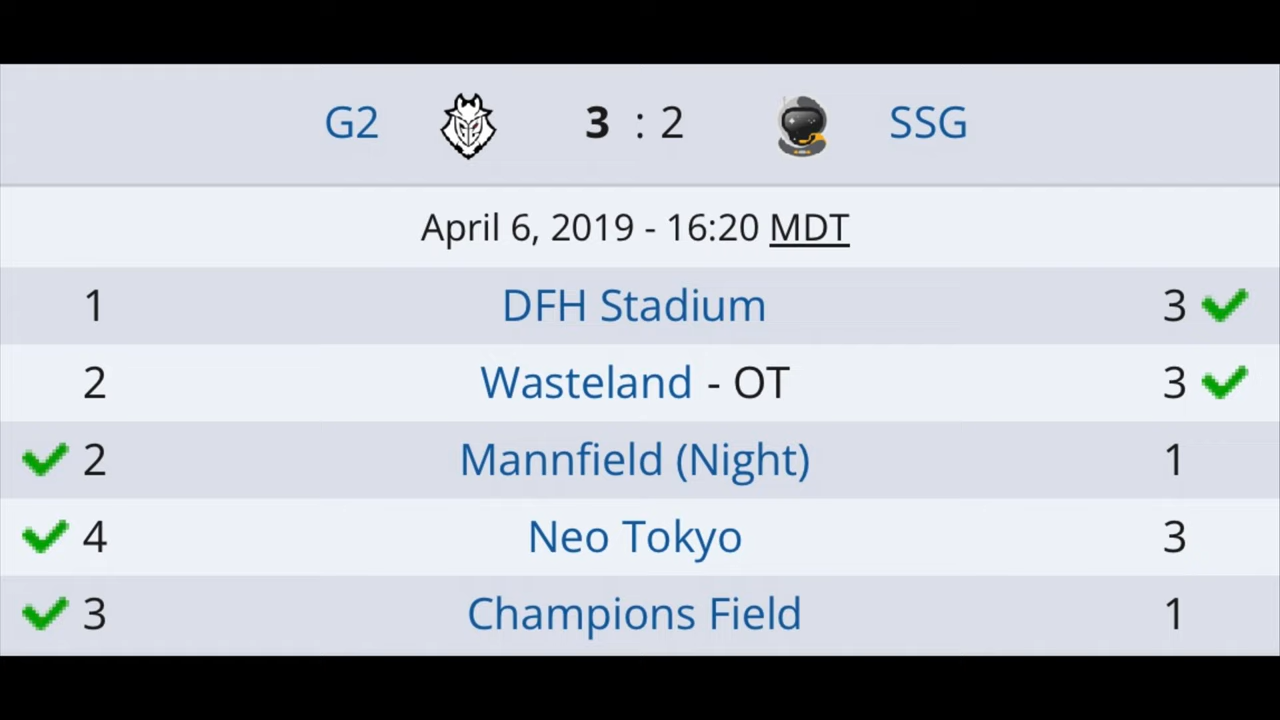 G2 3 : 2 SSG
April 6, 2019 - 16:20 MDT
1 DFH Stadium 3
2 Wasteland - OT 3
2 Mannfield (Night) 1
4 Neo Tokyo 3
3 Champions Field 1